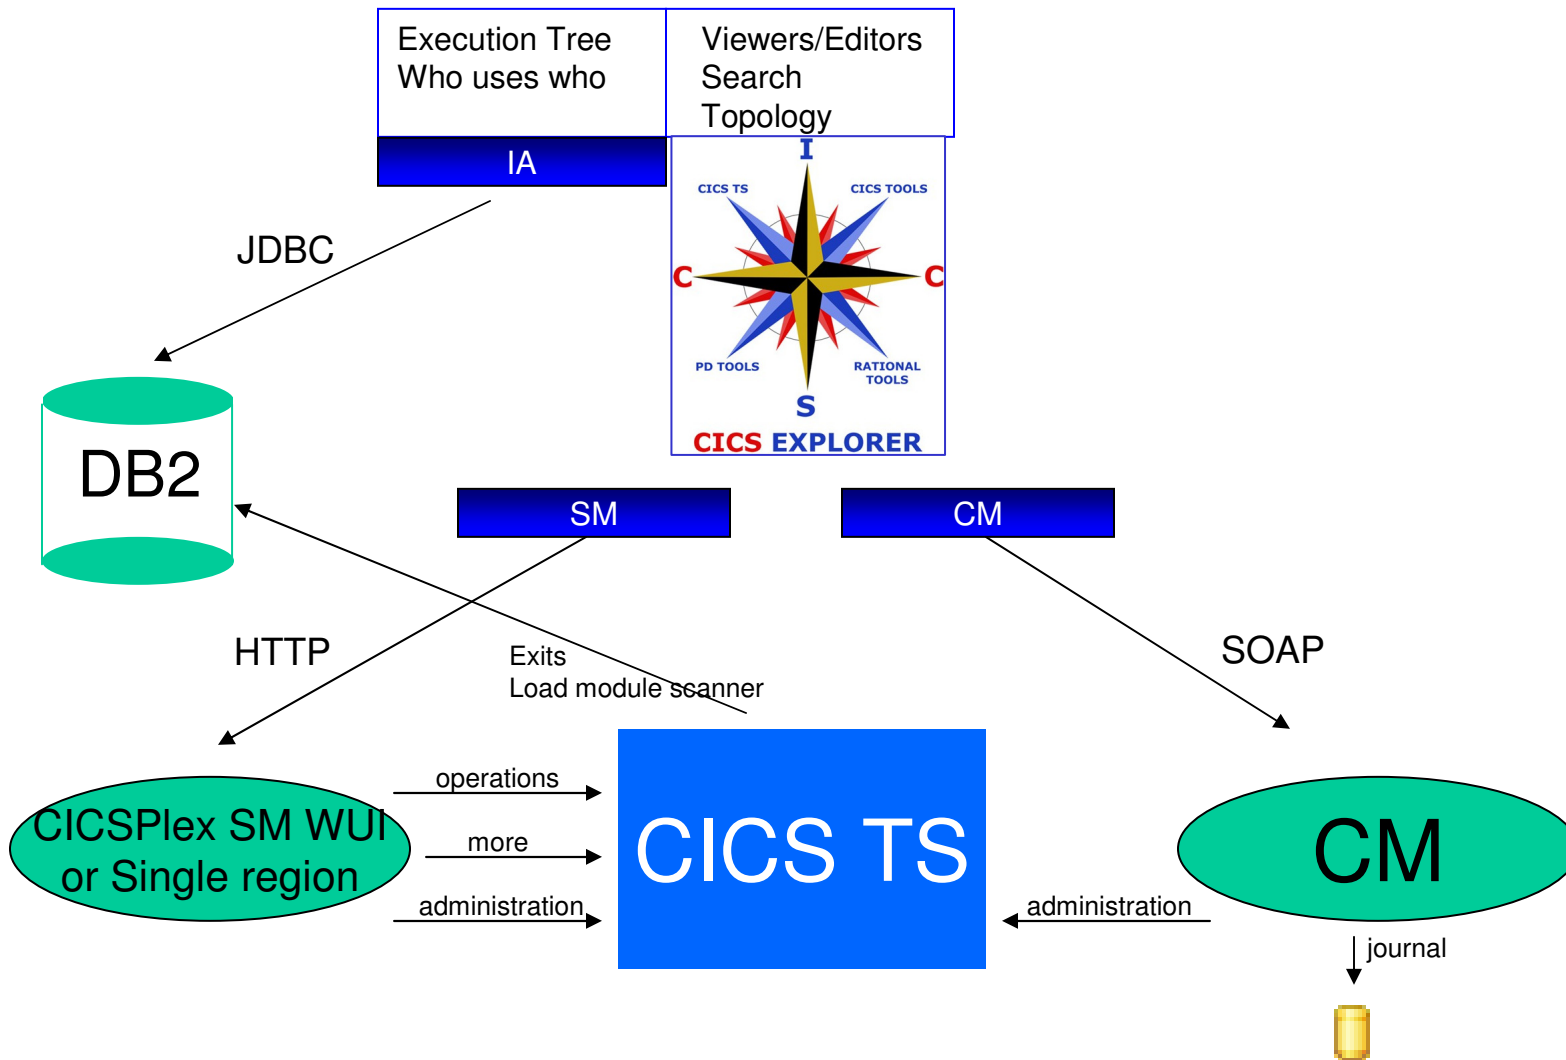 Execution Tree
Who uses who
Viewers/Editors
Search
Topology
IA
I
CICS TS
CICS TOOLS
C
C
PD TOOLS
RATIONAL
TOOLS
S
CICS EXPLORER
JDBC
DB2
SM
CM
HTTP
Exits
Load module scanner
SOAP
CICSPlex SM WUI
or Single region
operations
more
administration
CICS TS
administration
CM
journal